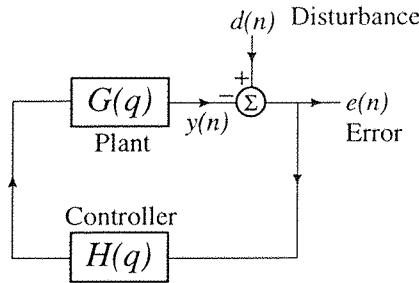 d(n) Disturbance
+
G(q)
−
Σ
e(n)
y(n)
Plant
Error
Controller
H(q)